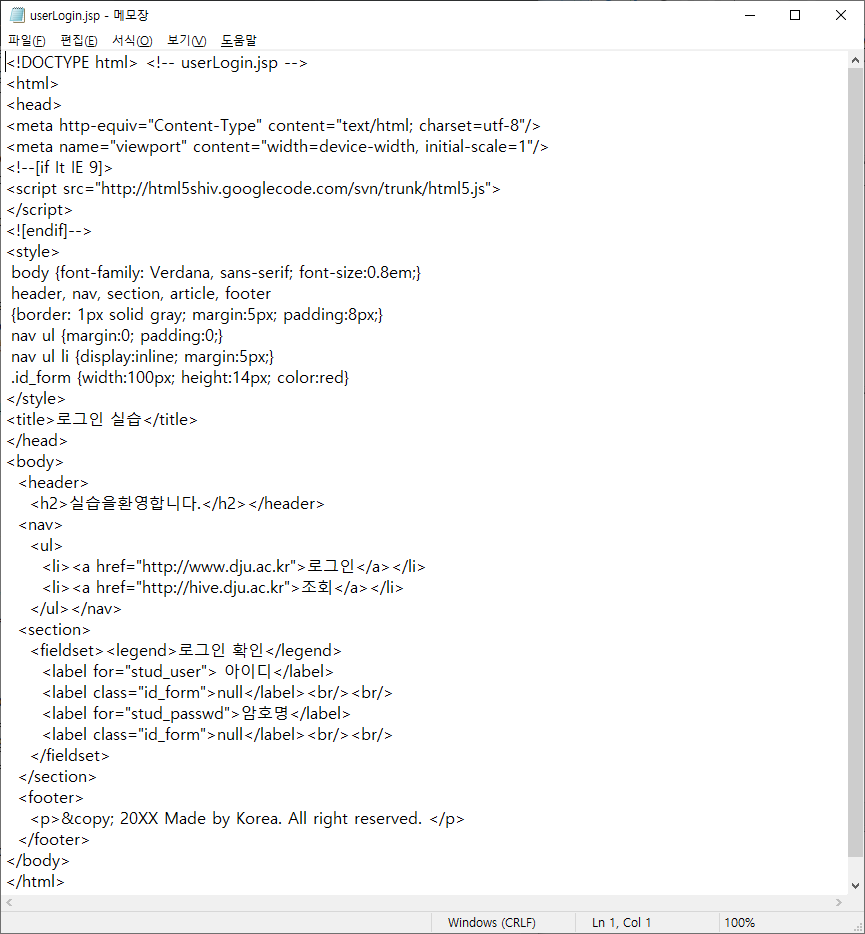 userLogin.jsp - 메모장
파일(F) 편집(E) 서식(O) 보기(V) 도움말
<!DOCTYPE html> <!-- userLogin.jsp -->
<html>
<head>
<meta http-equiv="Content-Type" content="text/html; charset=utf-8"/>
<meta name="viewport" content="width=device-width, initial-scale=1"/>
<!--[if lt IE 9]>
<script src="http://html5shiv.googlecode.com/svn/trunk/html5.js">
</script>
<![endif]-->
<style>
 body {font-family: Verdana, sans-serif; font-size:0.8em;}
 header, nav, section, article, footer
 {border: 1px solid gray; margin:5px; padding:8px;}
 nav ul {margin:0; padding:0;}
 nav ul li {display:inline; margin:5px;}
 .id_form {width:100px; height:14px; color:red}
</style>
<title>로그인 실습</title>
</head>
<body>
  <header>
    <h2>실습을환영합니다.</h2></header>
  <nav>
    <ul>
      <li><a href="http://www.dju.ac.kr">로그인</a></li>
      <li><a href="http://hive.dju.ac.kr">조회</a></li>
    </ul></nav>
  <section>
    <fieldset><legend>로그인 확인</legend>
      <label for="stud_user"> 아이디</label>
      <label class="id_form">null</label><br/><br/>
      <label for="stud_passwd">암호명</label>
      <label class="id_form">null</label><br/><br/>
    </fieldset>
  </section>
  <footer>
    <p>&copy; 20XX Made by Korea. All right reserved. </p>
  </footer>
</body>
</html>
Windows (CRLF) Ln 1, Col 1 100%